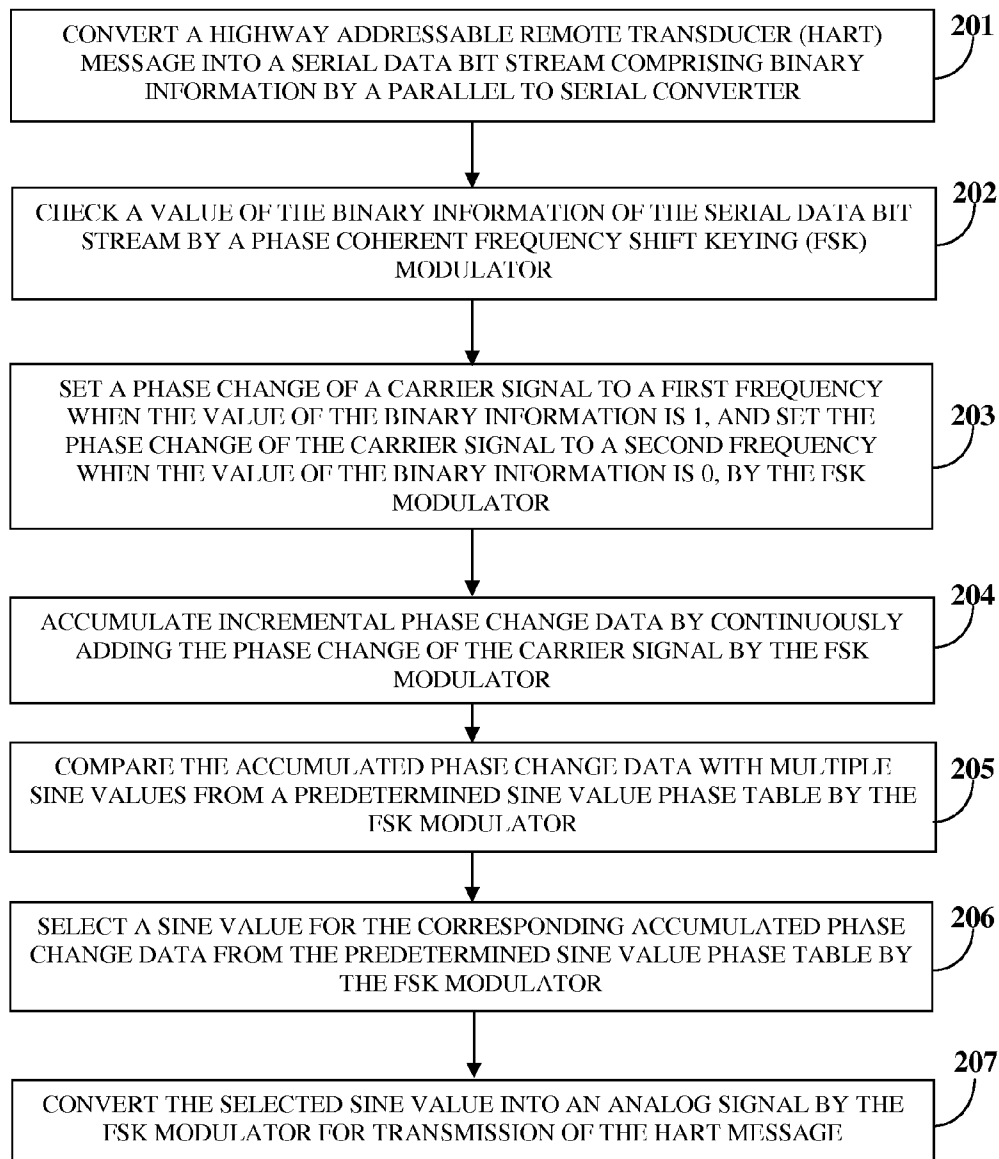 CONVERT A HIGHWAY ADDRESSABLE REMOTE TRANSDUCER (HART)
MESSAGE INTO A SERIAL DATA BIT STREAM COMPRISING BINARY
INFORMATION BY A PARALLEL TO SERIAL CONVERTER
201
CHECK A VALUE OF THE BINARY INFORMATION OF THE SERIAL DATA BIT
STREAM BY A PHASE COHERENT FREQUENCY SHIFT KEYING (FSK)
MODULATOR
202
SET A PHASE CHANGE OF A CARRIER SIGNAL TO A FIRST FREQUENCY
WHEN THE VALUE OF THE BINARY INFORMATION IS 1, AND SET THE
PHASE CHANGE OF THE CARRIER SIGNAL TO A SECOND FREQUENCY
WHEN THE VALUE OF THE BINARY INFORMATION IS 0, BY THE FSK
MODULATOR
203
ACCUMULATE INCREMENTAL PHASE CHANGE DATA BY CONTINUOUSLY
ADDING THE PHASE CHANGE OF THE CARRIER SIGNAL BY THE FSK
MODULATOR
204
COMPARE THE ACCUMULATED PHASE CHANGE DATA WITH MULTIPLE
SINE VALUES FROM A PREDETERMINED SINE VALUE PHASE TABLE BY THE
FSK MODULATOR
205
SELECT A SINE VALUE FOR THE CORRESPONDING ACCUMULATED PHASE
CHANGE DATA FROM THE PREDETERMINED SINE VALUE PHASE TABLE BY
THE FSK MODULATOR
206
CONVERT THE SELECTED SINE VALUE INTO AN ANALOG SIGNAL BY THE
FSK MODULATOR FOR TRANSMISSION OF THE HART MESSAGE
207